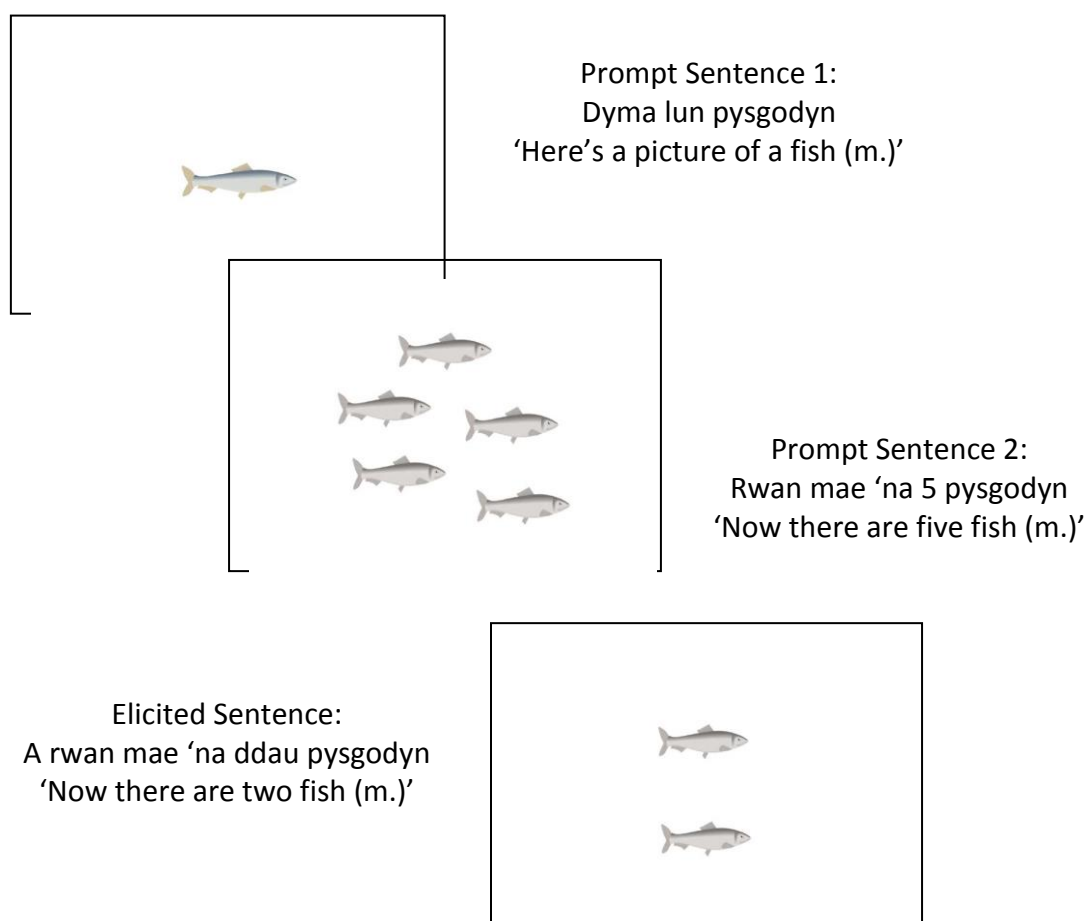 Prompt Sentence 1:
Dyma lun pysgodyn
‘Here’s a picture of a fish (m.)’
Prompt Sentence 2:
Rwan mae ‘na 5 pysgodyn
‘Now there are five fish (m.)’
Elicited Sentence:
A rwan mae ‘na ddau pysgodyn
‘Now there are two fish (m.)’